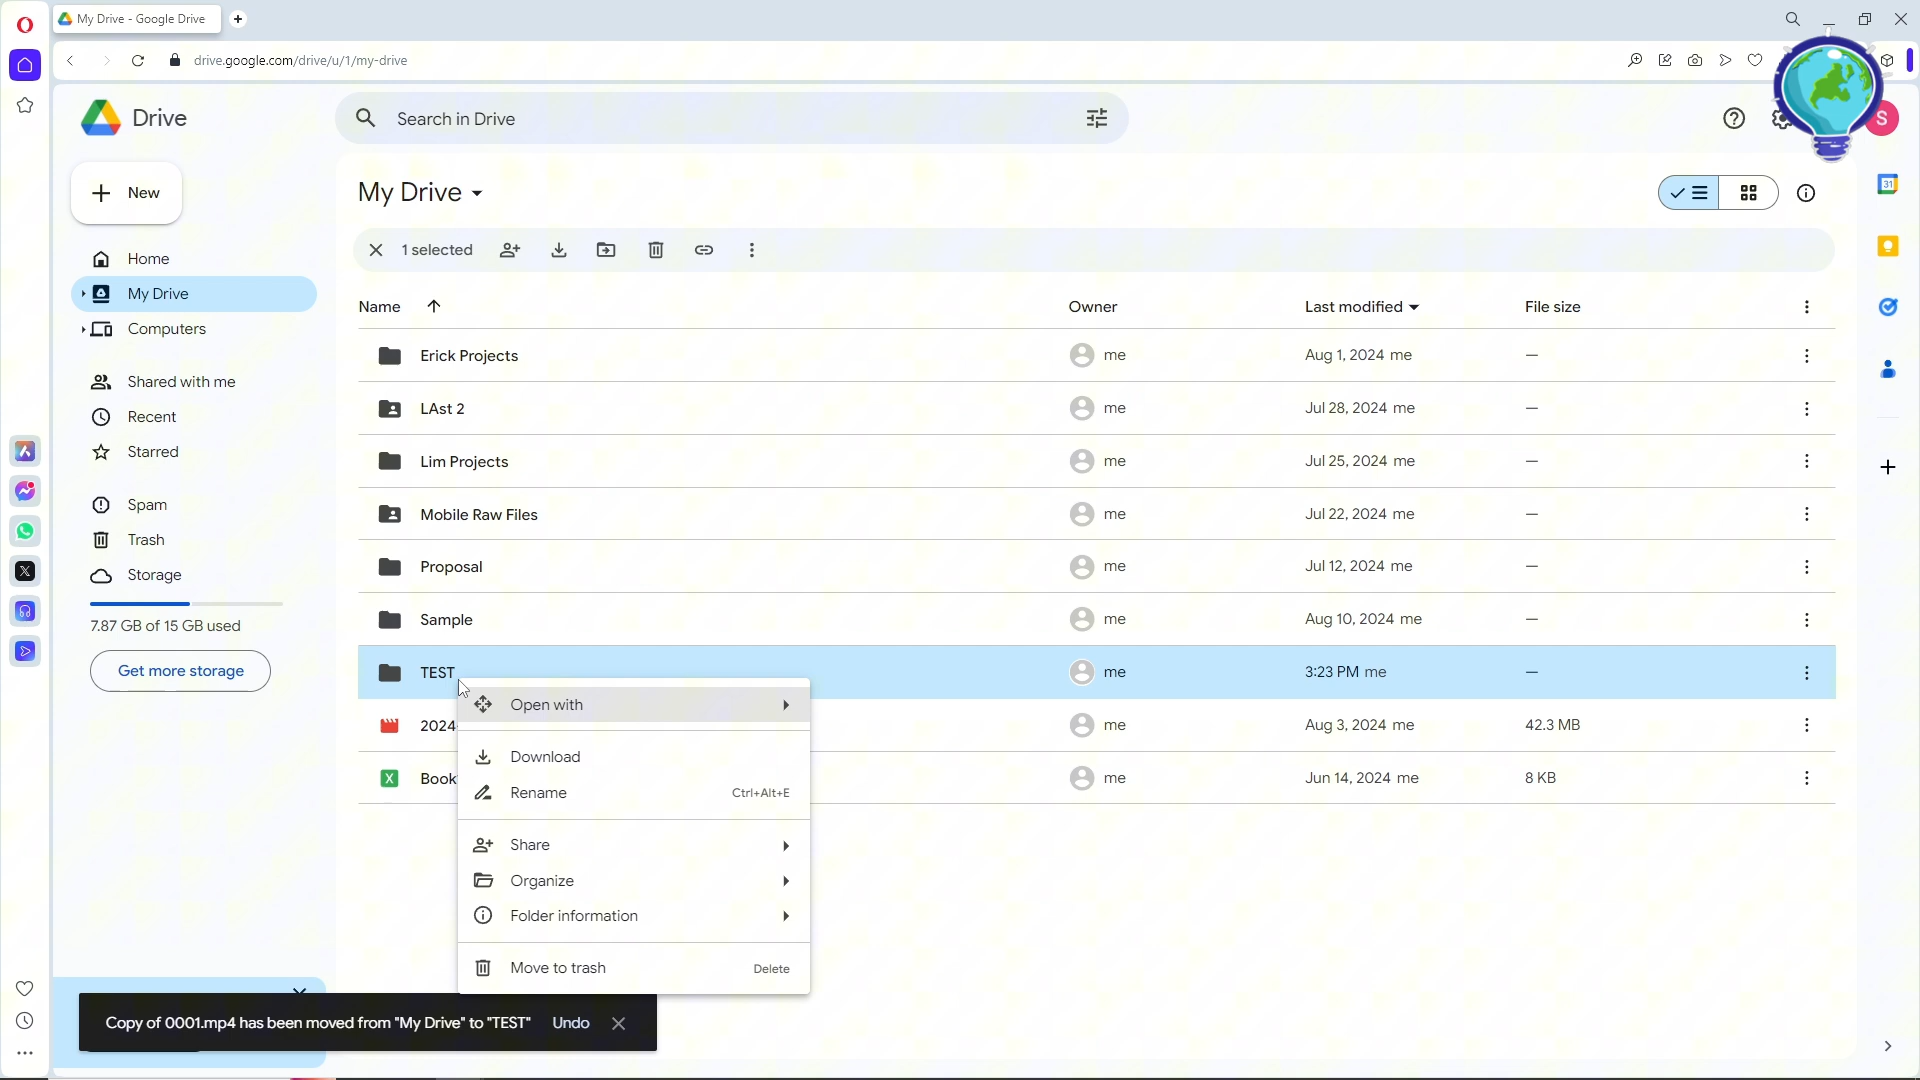 My Drive - Google Drive
drive.google.com/drive/u/1/my-drive
Drive
Search in Drive
S
New
My Drive
31
Home
1 selected
My Drive
Computers
Name Owner Last modified File size
Erick Projects me Aug 1, 2024 me —
Shared with me
LAst 2 me Jul 28, 2024 me —
Recent
Starred
Lim Projects me Jul 25, 2024 me —
Spam
Mobile Raw Files me Jul 22, 2024 me —
Trash
Proposal me Jul 12, 2024 me —
Storage
7.87 GB of 15 GB used
Sample me Aug 10, 2024 me —
Get more storage
TEST me 3:23 PM me —
Open with
2024 me Aug 3, 2024 me 42.3 MB
Download
Book me Jun 14, 2024 me 8 KB
Rename Ctrl+Alt+E
Share
Organize
Folder information
Move to trash Delete
Copy of 0001.mp4 has been moved from "My Drive" to "TEST" Undo